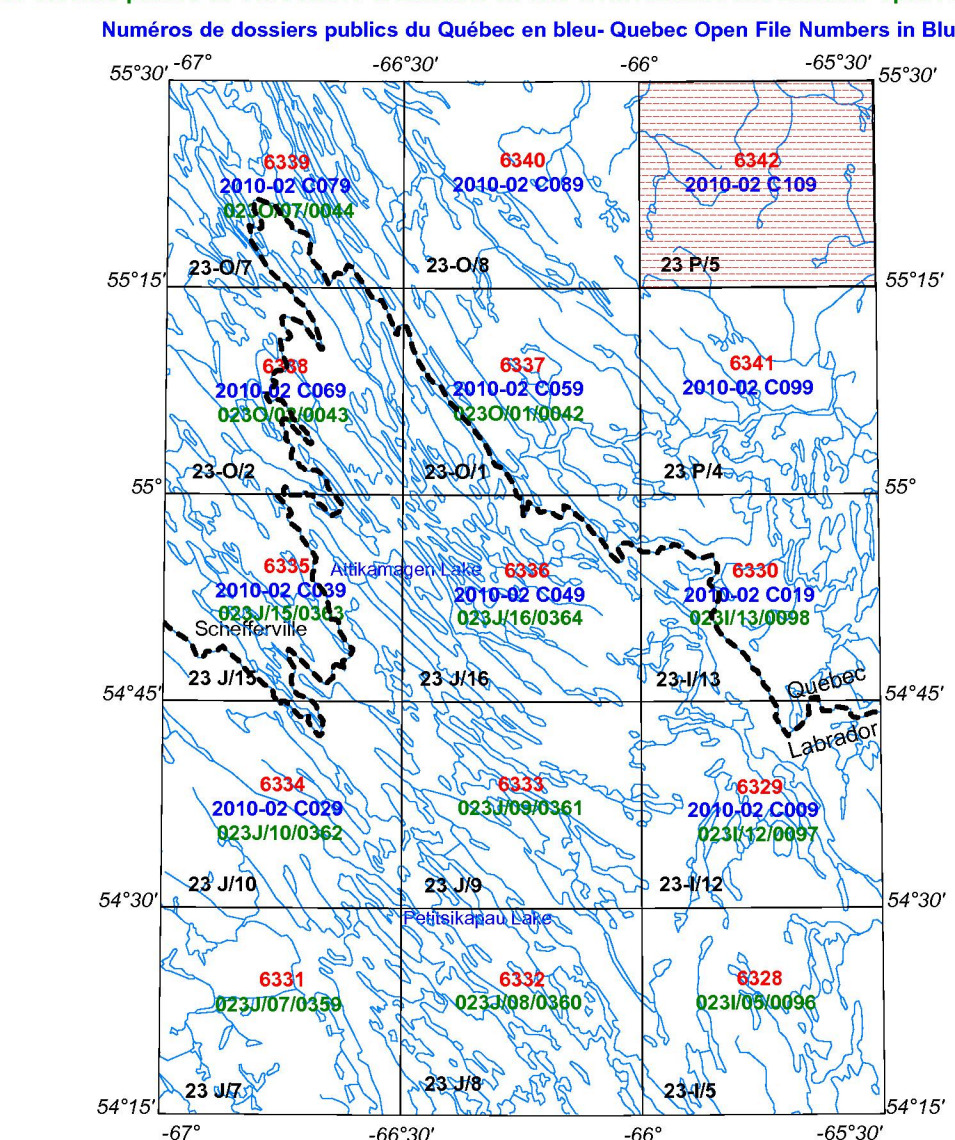 Numéros de dossiers publics du Québec en bleu- Quebec Open File Numbers in Blu
-67° -66°30' -66° -65°30'
55°30' 55°30'
6339 6340 6342
2010-02 C079 2010-02 C089 2010-02 C109
023O/07/0044
23-O/7 23-O/8 23 P/5
55°15' 55°15'
6338 6337 6341
2010-02 C069 2010-02 C059 2010-02 C099
023O/02/0043 023O/01/0042
23-O/2 23-O/1 23 P/4
55° 55°
6335 Attikamagen Lake 6336 6330
2010-02 C039 2010-02 C049 2010-02 C019
023J/15/0363 023J/16/0364 023I/13/0098
Schefferville
23 J/15 23 J/16 23-I/13 Quebec
54°45' 54°45'
Labrador
6334 6333 6329
2010-02 C029 023J/09/0361 2010-02 C009
023J/10/0362 023I/12/0097
23 J/10 23 J/9 23-I/12
54°30' 54°30'
Petitsikapau Lake
6331 6332 6328
023J/07/0359 023J/08/0360 023I/05/0096
23 J/7 23 J/8 23-I/5
54°15' 54°15'
-67° -66°30' -66° -65°30'